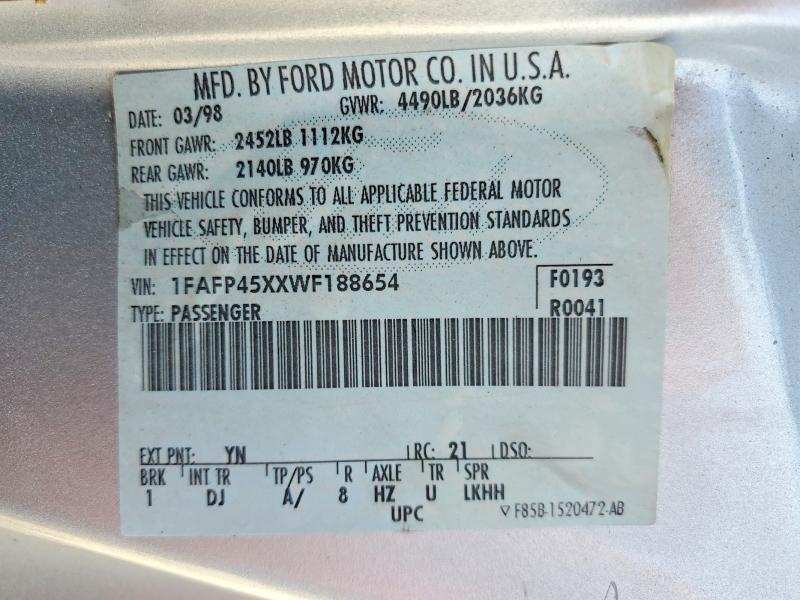 MFD. BY FORD MOTOR CO. IN U.S.A.
DATE: 03/98 GVWR: 4490LB/2036KG
FRONT GAWR: 2452LB 1112KG
REAR GAWR: 2140LB 970KG
THIS VEHICLE CONFORMS TO ALL APPLICABLE FEDERAL MOTOR
VEHICLE SAFETY, BUMPER, AND THEFT PREVENTION STANDARDS
IN EFFECT ON THE DATE OF MANUFACTURE SHOWN ABOVE.
VIN: 1FAFP45XXWF188654 F0193
TYPE: PASSENGER R0041
EXT PNT: YN RC: 21 DSO:
BRK INT TR TP/PS R AXLE TR SPR
1 DJ A/ 8 HZ U LKHH
UPC F85B-1520472-AB